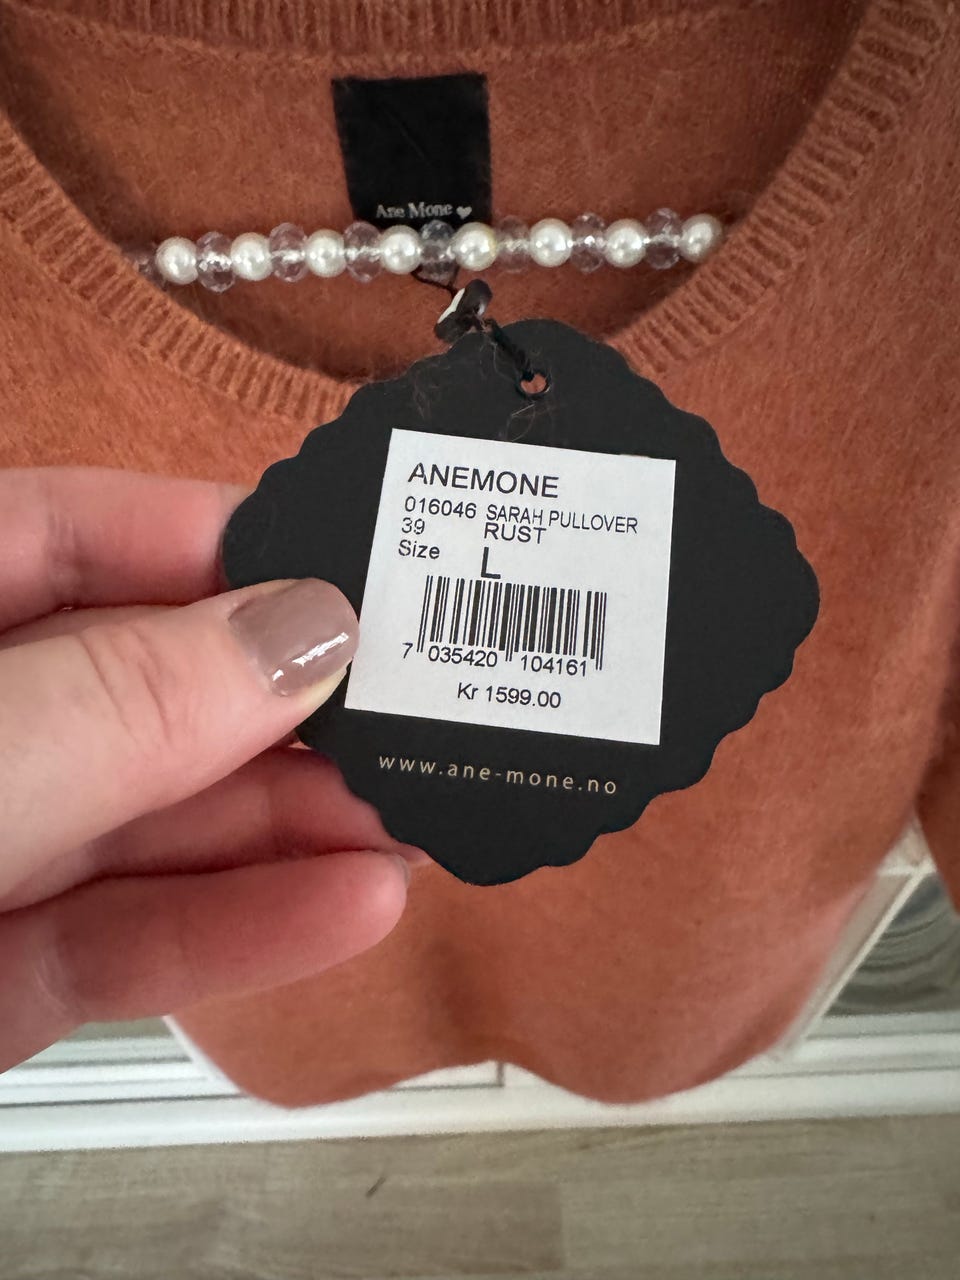 Ane Mone ♥
ANEMONE
016046 SARAH PULLOVER
39 RUST
Size L
7 035420 104161
Kr 1599.00
www.ane-mone.no